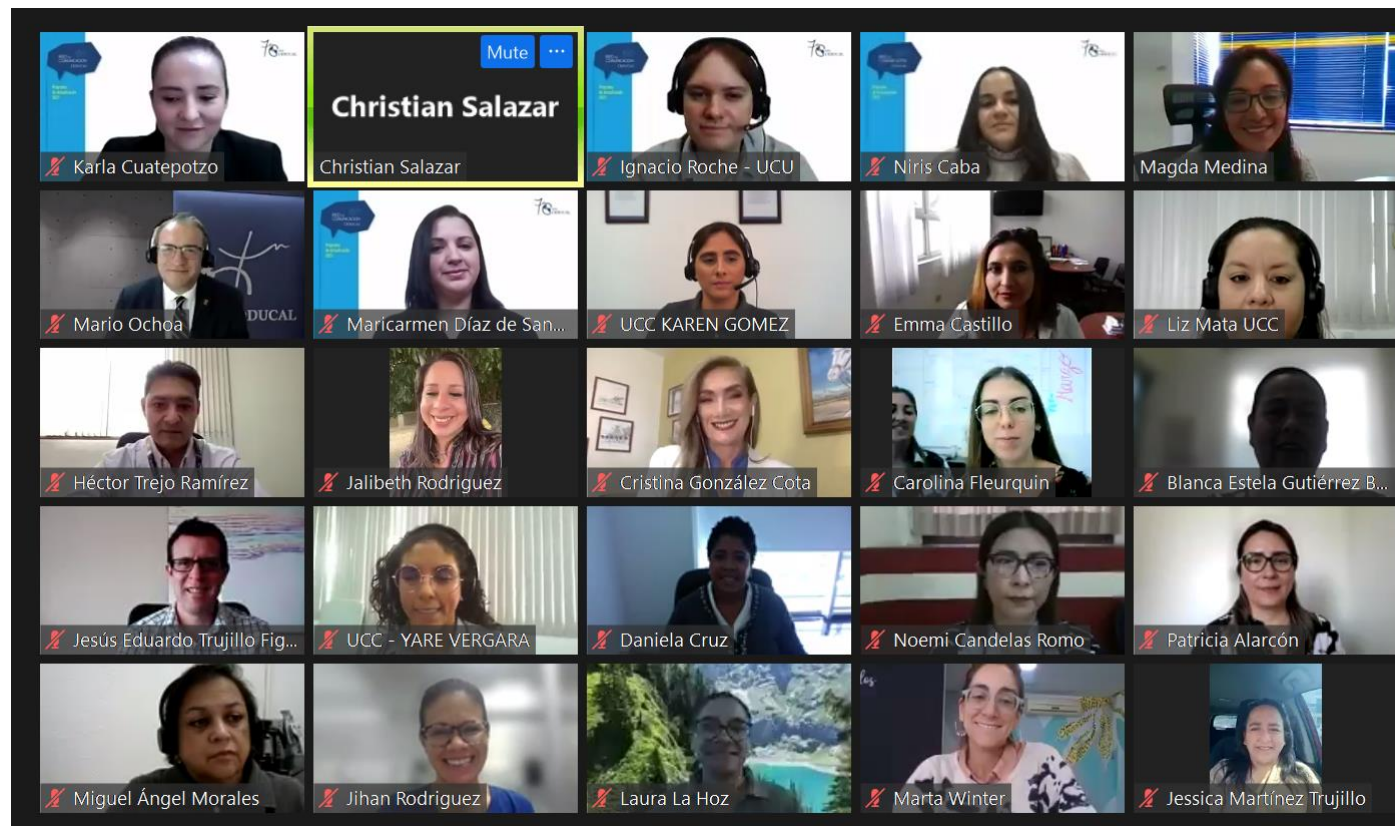 Karla Cuatepotzo
Mute ...
Christian Salazar
Christian Salazar
Ignacio Roche - UCU
Niris Caba
Magda Medina
Mario Ochoa
DUCAL
Maricarmen Díaz de San...
UCC KAREN GOMEZ
Emma Castillo
Liz Mata UCC
Héctor Trejo Ramírez
Jalibeth Rodriguez
Cristina González Cota
Carolina Fleurquin
Blanca Estela Gutiérrez B...
Jesús Eduardo Trujillo Fig...
UCC - YARE VERGARA
Daniela Cruz
Noemi Candelas Romo
Patricia Alarcón
Miguel Ángel Morales
Jihan Rodriguez
Laura La Hoz
Marta Winter
Jessica Martínez Trujillo